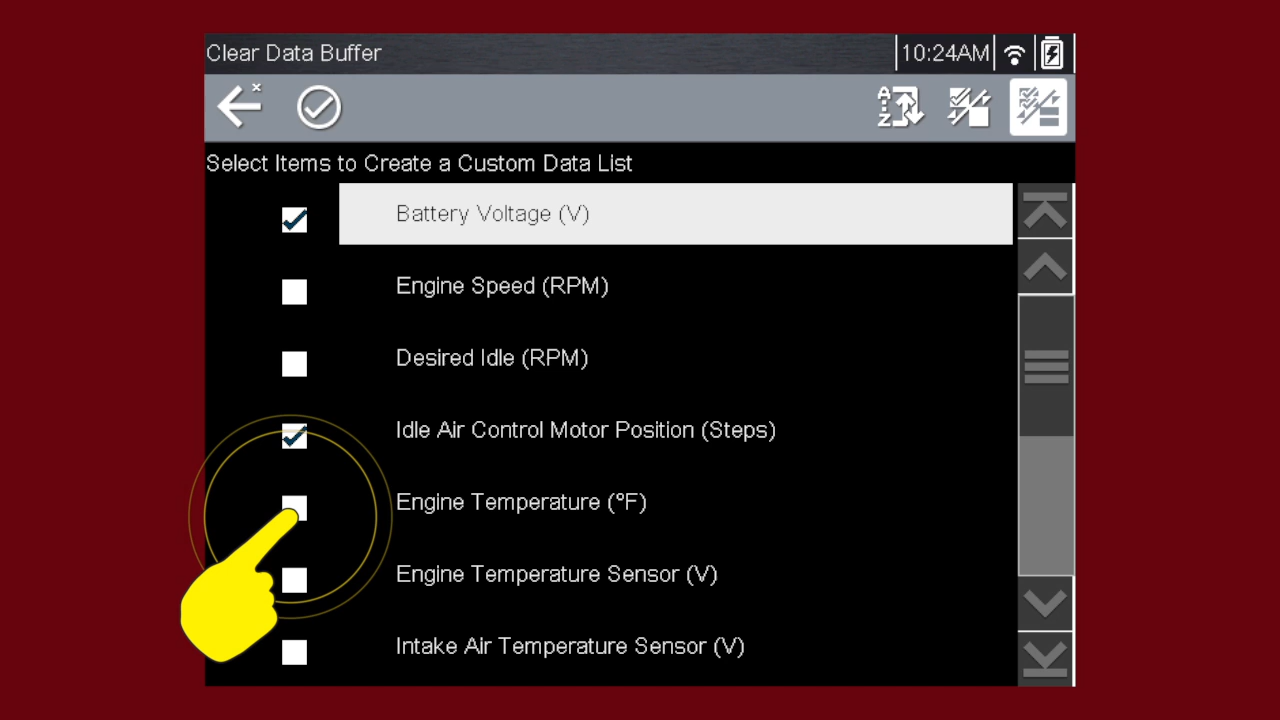 Clear Data Buffer
10:24AM
A
Z
Select Items to Create a Custom Data List
Battery Voltage (V)
Engine Speed (RPM)
Desired Idle (RPM)
Idle Air Control Motor Position (Steps)
Engine Temperature (°F)
Engine Temperature Sensor (V)
Intake Air Temperature Sensor (V)